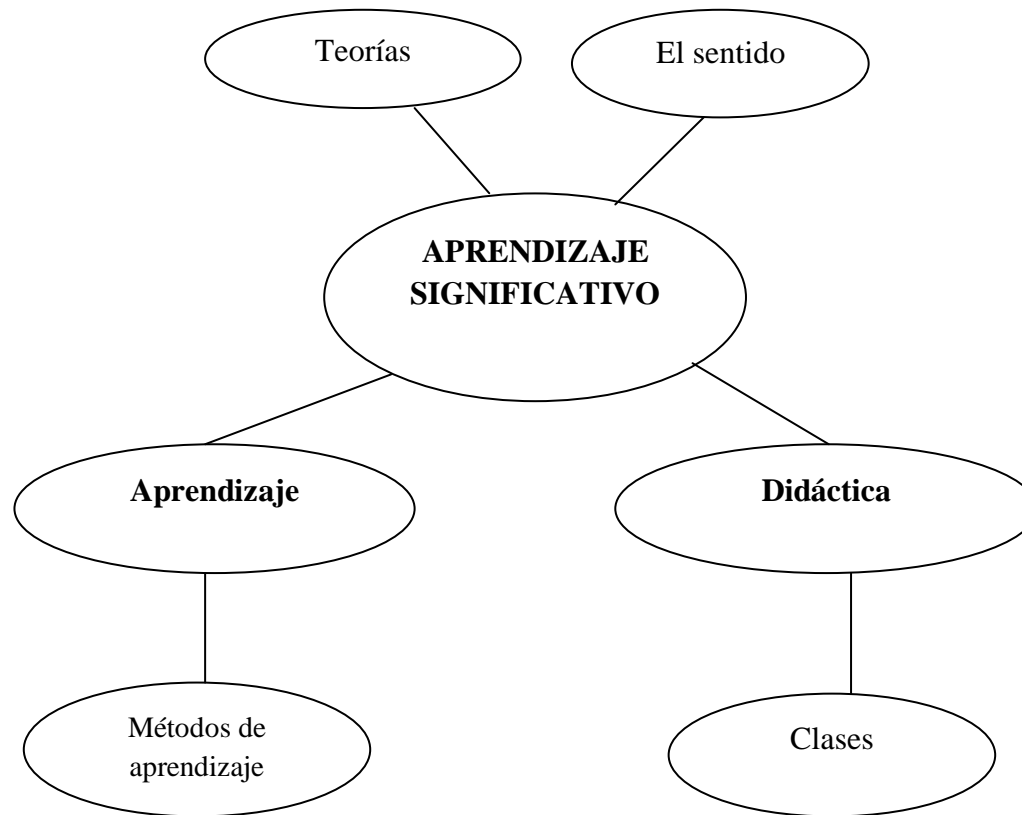 Teorías
El sentido
APRENDIZAJE
SIGNIFICATIVO
Aprendizaje
Didáctica
Métodos de
aprendizaje
Clases